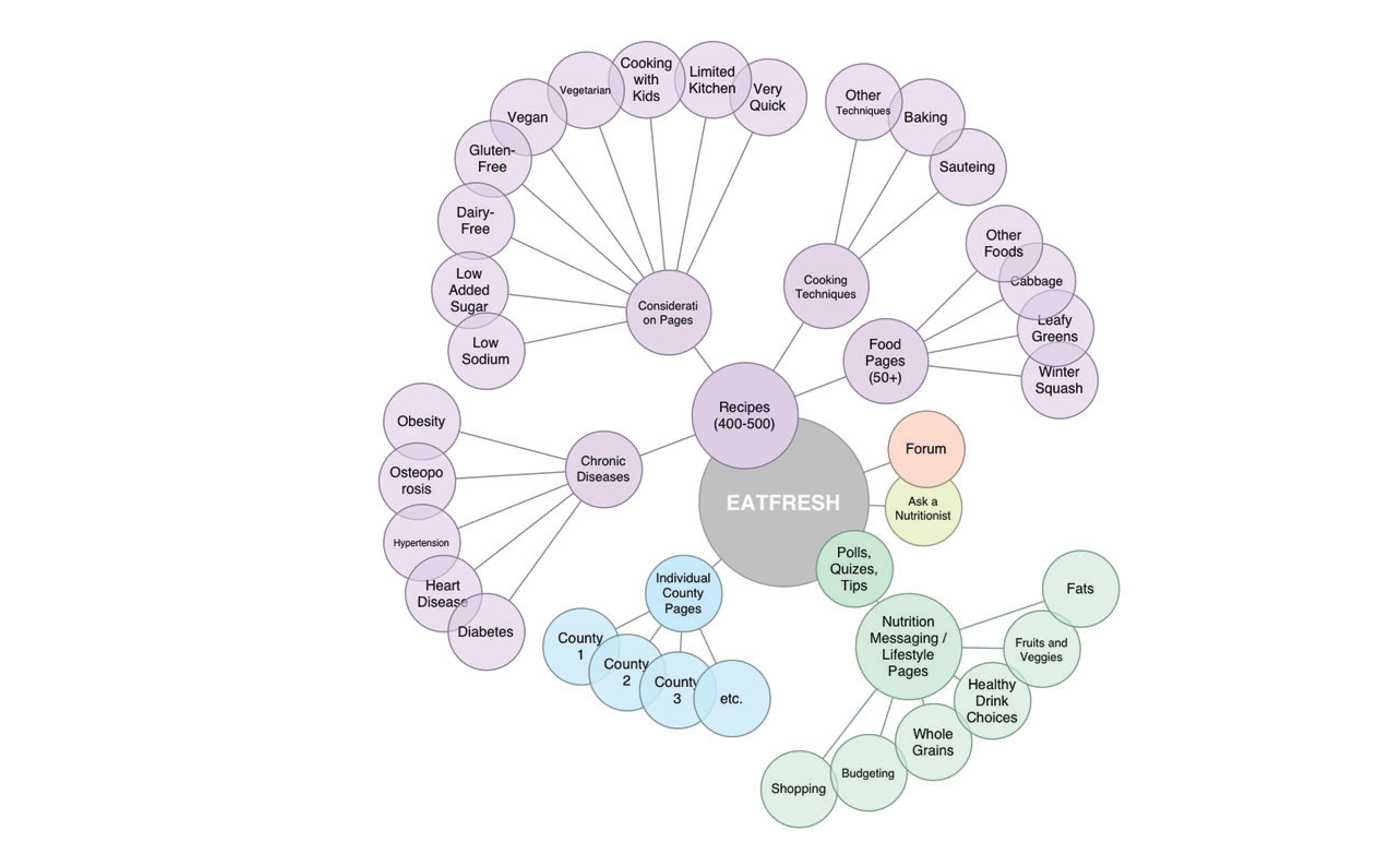 Cooking
with
Kids
Limited
Kitchen
Very
Quick
Vegetarian
Vegan
Gluten-
Free
Dairy-
Free
Low
Added
Sugar
Low
Sodium
Considerati
on Pages
Other
Techniques
Baking
Sauteing
Cooking
Techniques
Other
Foods
Cabbage
Leafy
Greens
Winter
Squash
Food
Pages
(50+)
Recipes
(400-500)
Obesity
Osteopo
rosis
Hypertension
Heart
Disease
Diabetes
Chronic
Diseases
EATFRESH
Forum
Ask a
Nutritionist
Polls,
Quizes,
Tips
Individual
County
Pages
County
1
County
2
County
3
etc.
Nutrition
Messaging /
Lifestyle
Pages
Fats
Fruits and
Veggies
Healthy
Drink
Choices
Whole
Grains
Budgeting
Shopping